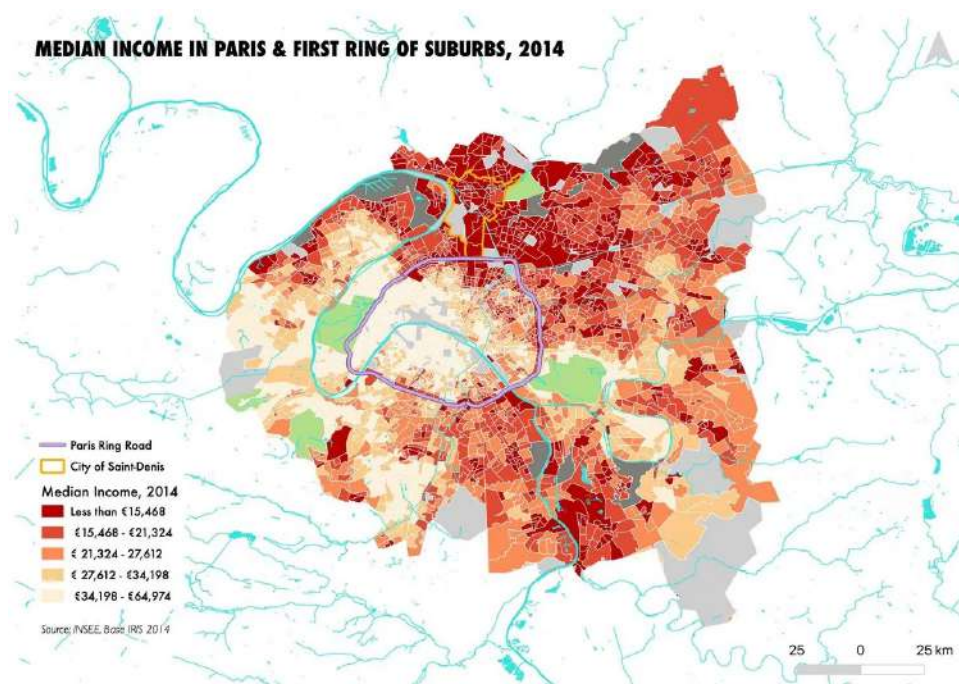 MEDIAN INCOME IN PARIS & FIRST RING OF SUBURBS, 2014
Paris Ring Road
City of Saint-Denis
Median Income, 2014
Less than €15,468
€15,468 - €21,324
€ 21,324 - 27,612
€ 27,612 - €34,198
€34,198 - €64,974
Source: INSEE, Base IRIS 2014
25 0 25 km